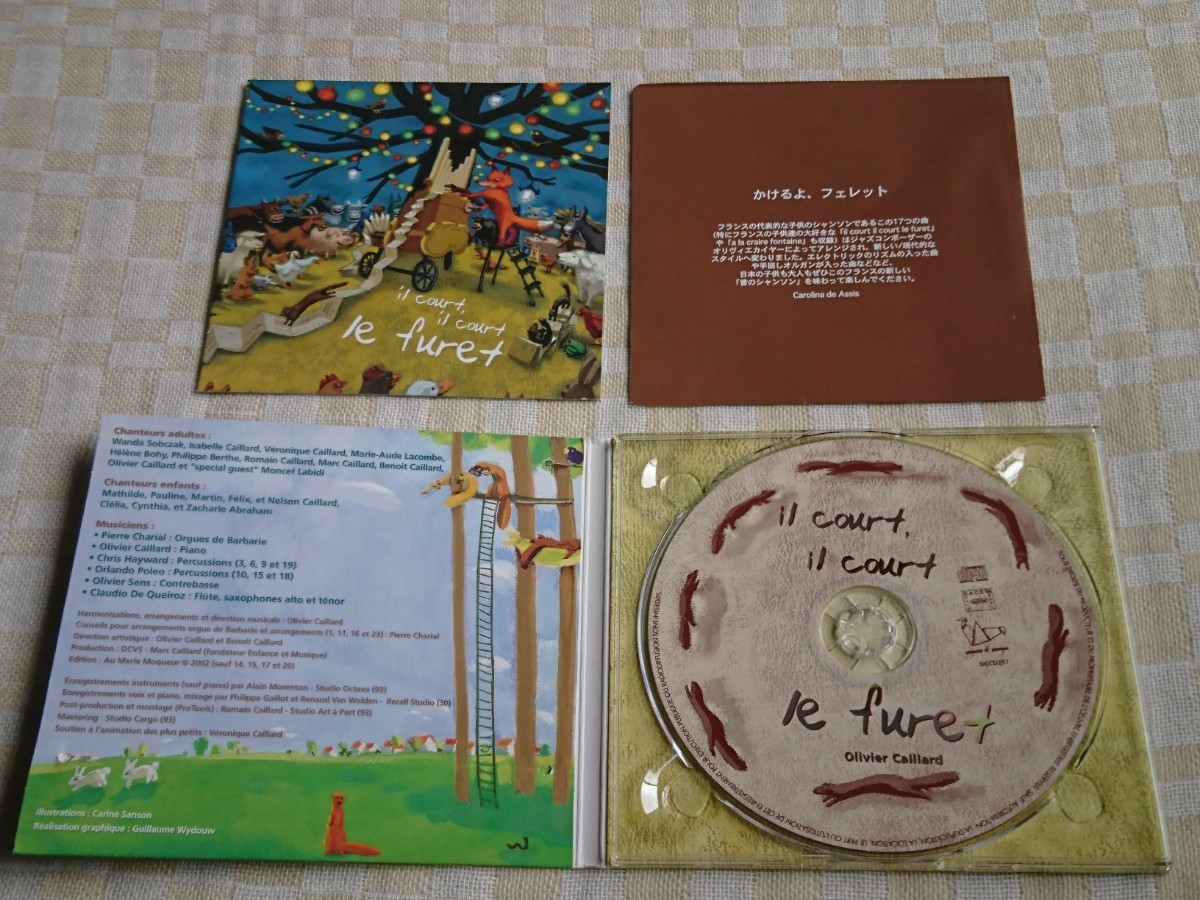 il court,
il court
le furet
かけるよ、フェレット
フランスの代表的な子供のシャンソンであるこの17つの曲
（特にフランスの子供達の大好きな「il court il court le furet」
や「a la craire fontaine」も収録）はジャズコンポーザーの
オリヴィエカイヤーによってアレンジされ、新しい/現代的な
スタイルへ変わりました。エレクトリックのリズムの入った曲
や手回しオルガンが入った曲などなど。
日本の子供も大人もぜひこのフランスの新しい
「昔のシャンソン」を味わって楽しんでください。
Carolina de Assis
Chanteurs adultes :
Wanda Sobczak, Isabelle Caillard, Véronique Caillard, Marie-Aude Lacombe,
Hélène Bohy, Philippe Berthe, Romain Caillard, Marc Caillard, Benoit Caillard,
Olivier Caillard et "special guest" Moncef Labidi
Chanteurs enfants :
Mathilda, Pauline, Martin, Félix, et Nelson Caillard,
Clélia, Cynthia, et Zacharie Abraham
Musiciens :
• Pierre Charial : Orgues de Barbarie
• Olivier Caillard : Piano
• Chris Hayward : Percussions (3, 6, 9 et 19)
• Orlando Poleo : Percussions (10, 15 et 18)
• Olivier Sens : Contrebasse
• Claudio De Queiroz : Flûte, saxophones alto et ténor
Harmonisations, arrangements et direction musicale : Olivier Caillard
Conseils pour arrangements orgue de Barbarie et arrangements (1, 11, 16 et 23) : Pierre Charial
Direction artistique : Olivier Caillard et Benoit Caillard
Production : DCVS - Marc Caillard (fondateur Enfance et Musique)
Edition : Au Merle Moqueur © 2002 (sauf 14, 15, 17 et 20)
Enregistrements instruments (sauf piano) par Alain Morenton - Studio Octava (93)
Enregistrements voix et piano, mixage par Philippe Gaillot et Renaud Van Welden - Recall Studio (30)
Post-production et montage (ProTools) : Romain Caillard - Studio Art à Part (93)
Mastering : Studio Cargo (93)
Soutien à l'animation des plus petits : Véronique Caillard
Illustrations : Carine Sanson
Réalisation graphique : Guillaume Wydouw
il court,
il court
SACEM
le furet
Olivier Caillard